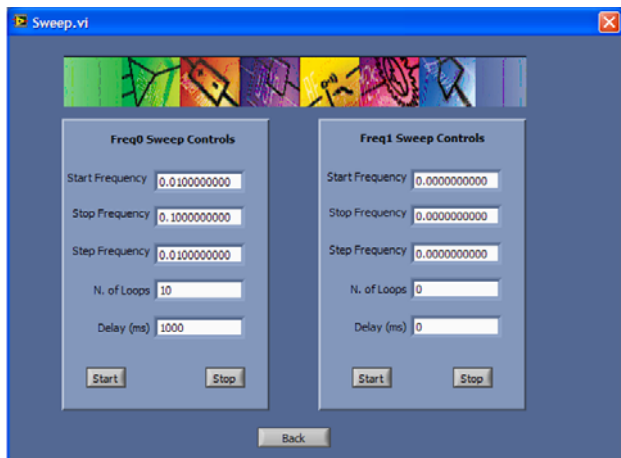 Sweep.vi
Freq0 Sweep Controls
Start Frequency 0.0100000000
Stop Frequency 0.1000000000
Step Frequency 0.0100000000
N. of Loops 10
Delay (ms) 1000
Start Stop
Freq1 Sweep Controls
Start Frequency 0.0000000000
Stop Frequency 0.0000000000
Step Frequency 0.0000000000
N. of Loops 0
Delay (ms) 0
Start Stop
Back